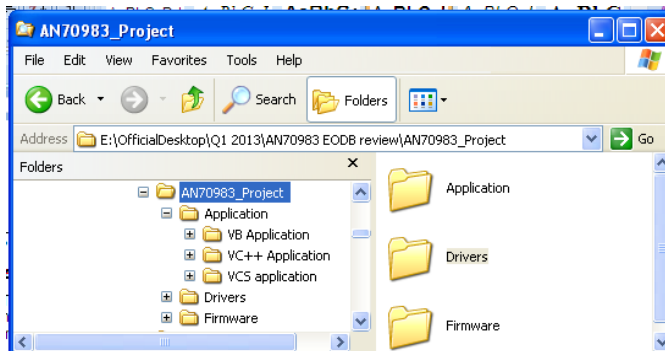 AN70983_Project
File Edit View Favorites Tools Help
Back Search Folders
Address E:\OfficialDesktop\Q1 2013\AN70983 EODB review\AN70983_Project Go
Folders x
AN70983_Project
Application
VB Application
VC++ Application
VCS application
Drivers
Firmware
Application
Drivers
Firmware